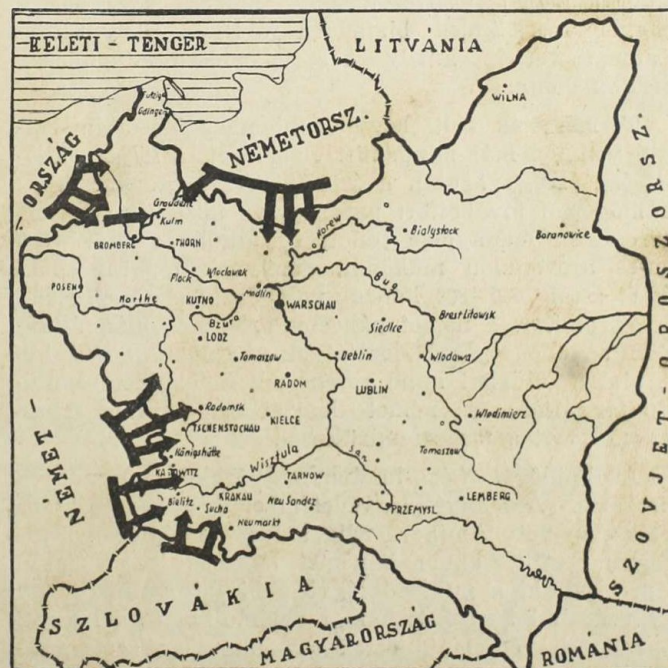 KELETI - TENGER
LITVÁNIA
WILNA
Gdingen
NÉMETORSZ.
ORSZÁG
Graudenz
Kulm
BROMBERG
THORN
Narew
Bialystock
Baranowice
Plock
Wloclawek
POSEN
Warthe
KUTNO
Modlin
Bug
WARSCHAU
Bzura
LODZ
Siedlce
Brest Litowsk
Tomaszow
Deblin
Wlodawa
RADOM
LUBLIN
Radomsk
TSCHENSTOCHAU
KIELCE
Wlodzimierz
Königshütte
Wisztula
San
Tomaszow
KATOWITZ
TARNOW
KRAKAU
Neu Sandez
LEMBERG
Bielitz
Sucha
PRZEMYSL
Neumarkt
NÉMET -
SZOVJET-OROSZORSZ.
SZLOVÁKIA
MAGYARORSZÁG
ROMÁNIA
1.